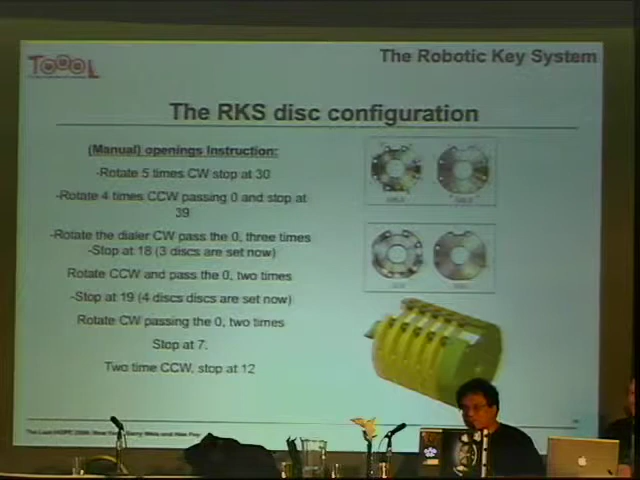 TOOOL
The Robotic Key System
The RKS disc configuration
(Manual) openings Instruction:
-Rotate 5 times CW stop at 30
-Rotate 4 times CCW passing 0 and stop at
39
-Rotate the dialer CW pass the 0, three times
-Stop at 18 (3 discs are set now)
Rotate CCW and pass the 0, two times
-Stop at 19 (4 discs discs are set now)
Rotate CW passing the 0, two times
Stop at 7.
Two time CCW, stop at 12